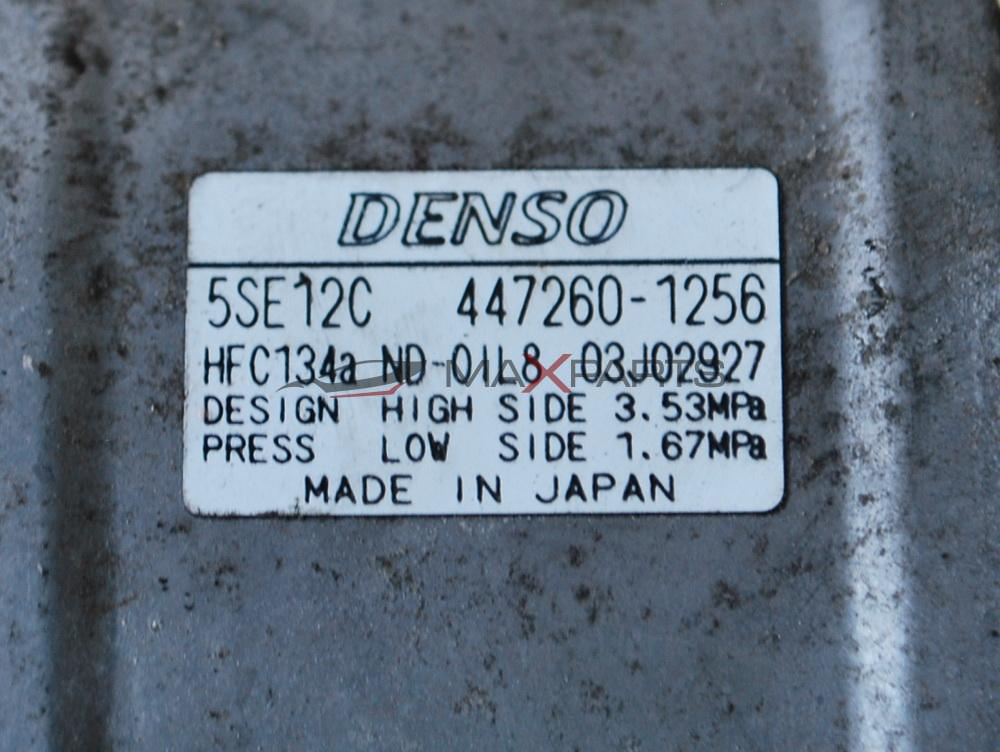 DENSO
5SE12C 447260-1256
HFC134a ND-OIL8 03J02927
MAXPARTS
DESIGN HIGH SIDE 3.53MPa
PRESS LOW SIDE 1.67MPa
MADE IN JAPAN